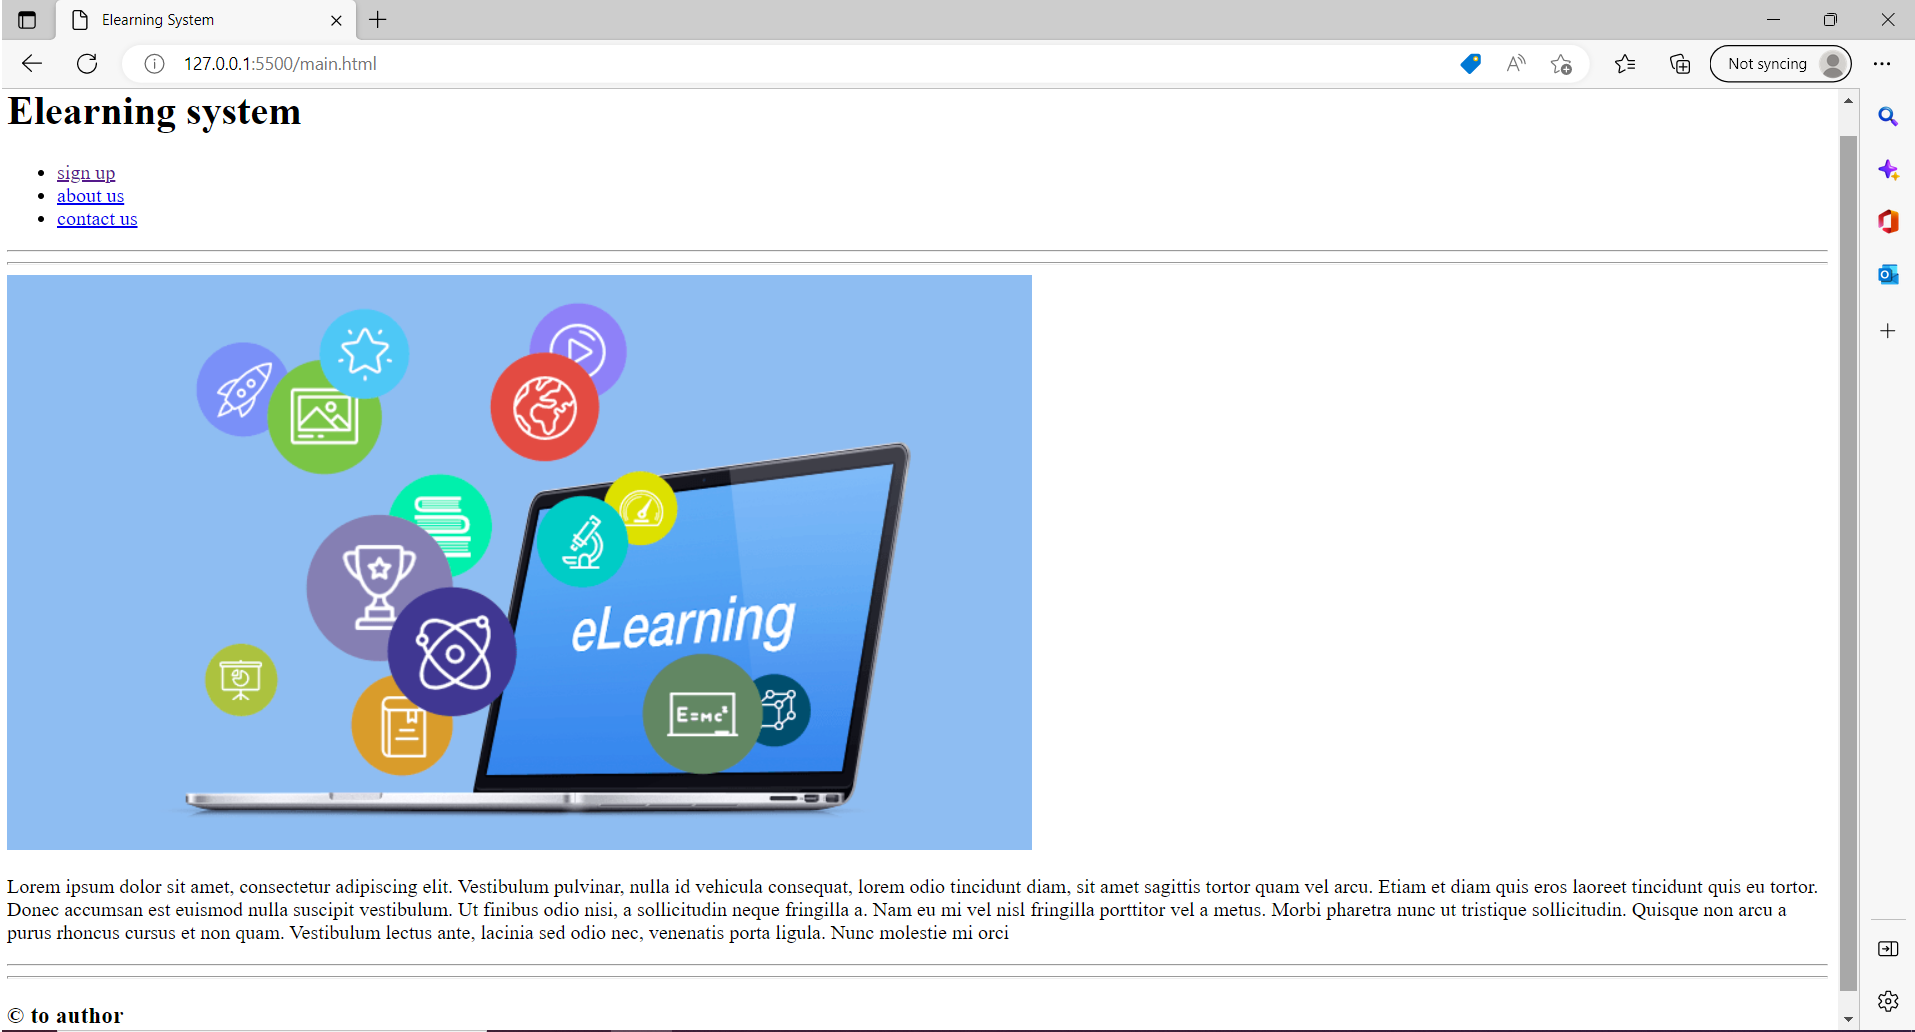 Elearning System
127.0.0.1:5500/main.html
Not syncing
Elearning system
sign up
about us
contact us
eLearning
E=mc²
Lorem ipsum dolor sit amet, consectetur adipiscing elit. Vestibulum pulvinar, nulla id vehicula consequat, lorem odio tincidunt diam, sit amet sagittis tortor quam vel arcu. Etiam et diam quis eros laoreet tincidunt quis eu tortor.
Donec accumsan est euismod nulla suscipit vestibulum. Ut finibus odio nisi, a sollicitudin neque fringilla a. Nam eu mi vel nisl fringilla porttitor vel a metus. Morbi pharetra nunc ut tristique sollicitudin. Quisque non arcu a
purus rhoncus cursus et non quam. Vestibulum lectus ante, lacinia sed odio nec, venenatis porta ligula. Nunc molestie mi orci
© to author